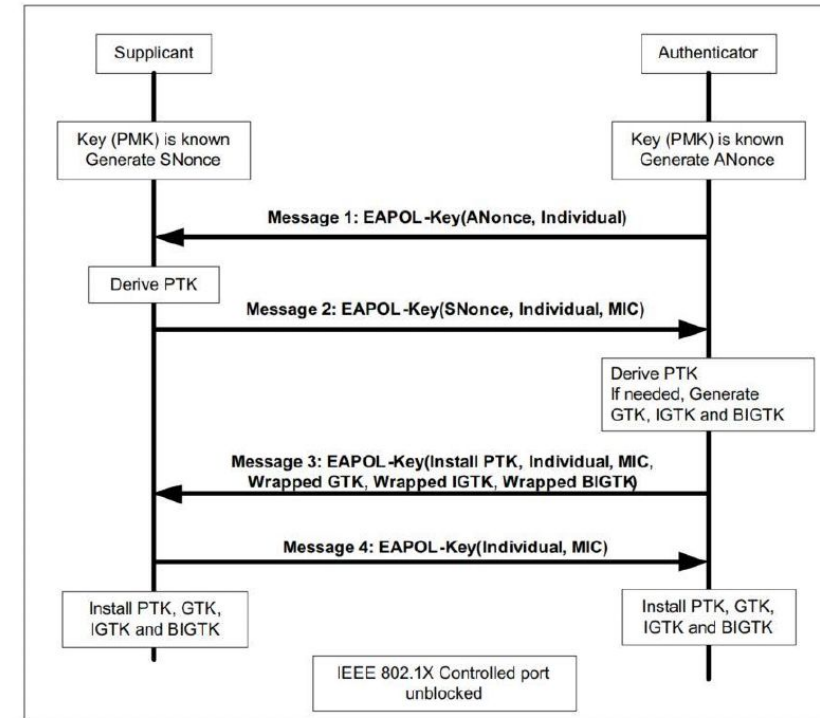 Supplicant
Authenticator
Key (PMK) is known
Generate SNonce
Key (PMK) is known
Generate ANonce
Message 1: EAPOL-Key(ANonce, Individual)
Derive PTK
Message 2: EAPOL-Key(SNonce, Individual, MIC)
Derive PTK
If needed, Generate
GTK, IGTK and BIGTK
Message 3: EAPOL-Key(Install PTK, Individual, MIC,
Wrapped GTK, Wrapped IGTK, Wrapped BIGTK)
Message 4: EAPOL-Key(Individual, MIC)
Install PTK, GTK,
IGTK and BIGTK
Install PTK, GTK,
IGTK and BIGTK
IEEE 802.1X Controlled port
unblocked